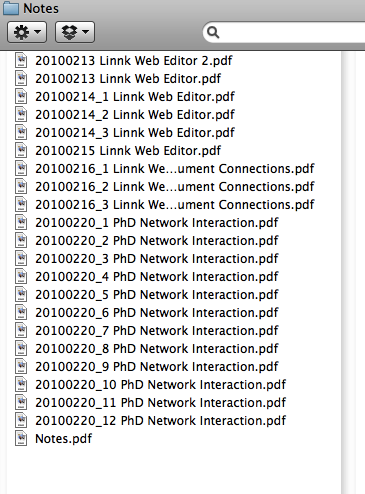 Notes
20100213 Linnk Web Editor 2.pdf
20100213 Linnk Web Editor.pdf
20100214_1 Linnk Web Editor.pdf
20100214_2 Linnk Web Editor.pdf
20100214_3 Linnk Web Editor.pdf
20100215 Linnk Web Editor.pdf
20100216_1 Linnk We...ument Connections.pdf
20100216_2 Linnk We...ument Connections.pdf
20100216_3 Linnk We...ument Connections.pdf
20100220_1 PhD Network Interaction.pdf
20100220_2 PhD Network Interaction.pdf
20100220_3 PhD Network Interaction.pdf
20100220_4 PhD Network Interaction.pdf
20100220_5 PhD Network Interaction.pdf
20100220_6 PhD Network Interaction.pdf
20100220_7 PhD Network Interaction.pdf
20100220_8 PhD Network Interaction.pdf
20100220_9 PhD Network Interaction.pdf
20100220_10 PhD Network Interaction.pdf
20100220_11 PhD Network Interaction.pdf
20100220_12 PhD Network Interaction.pdf
Notes.pdf